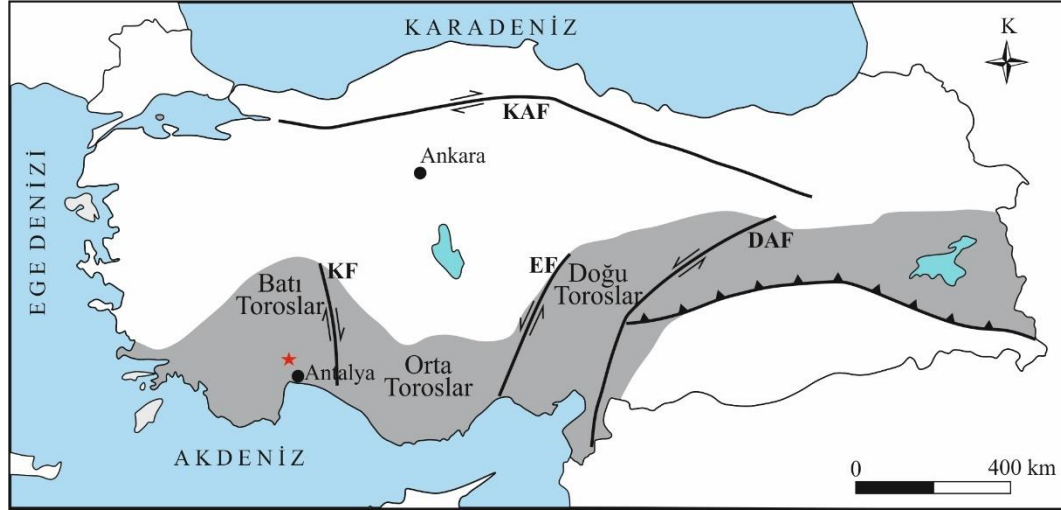 KARADENİZ
K
KAF
Ankara
EGE DENİZİ
KF
EF
DAF
Batı
Toroslar
Doğu
Toroslar
Orta
Toroslar
Antalya
AKDENİZ
0
400 km